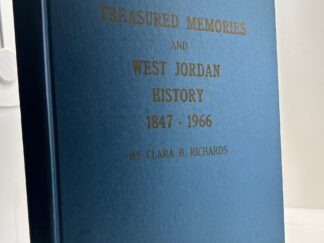 TREASURED MEMORIES
AND
WEST JORDAN
HISTORY
1847 - 1966
BY CLARA B. RICHARDS